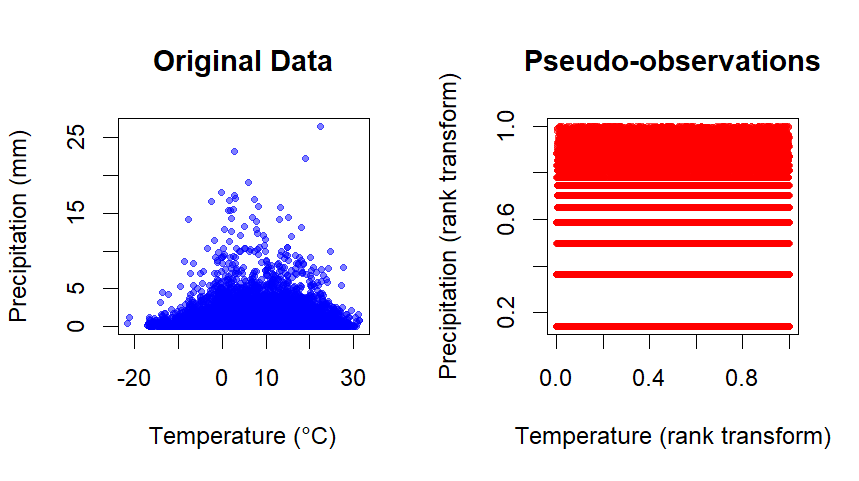 Original Data
Precipitation (mm)
25
15
5
0
-20
0
10
30
Temperature (°C)
Pseudo-observations
Precipitation (rank transform)
1.0
0.6
0.2
0.0
0.4
0.8
Temperature (rank transform)